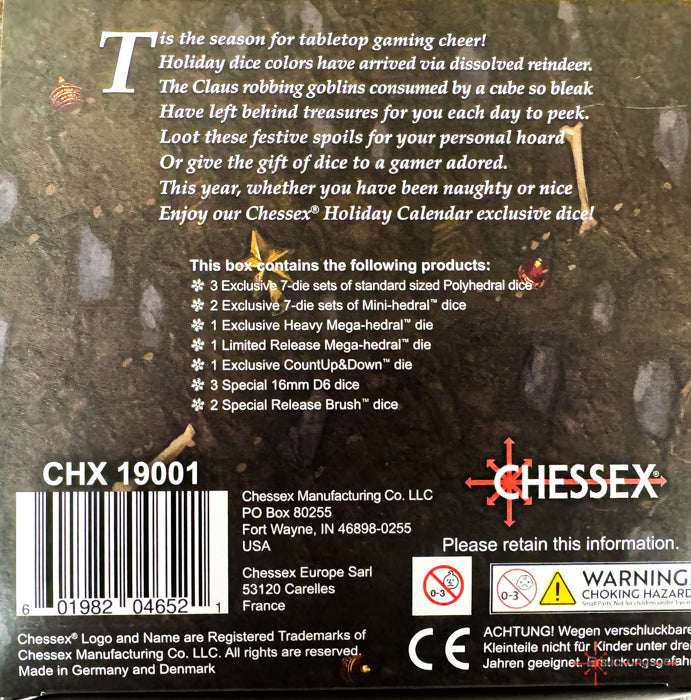 Tis the season for tabletop gaming cheer!
Holiday dice colors have arrived via dissolved reindeer.
The Claus robbing goblins consumed by a cube so bleak
Have left behind treasures for you each day to peek.
Loot these festive spoils for your personal hoard
Or give the gift of dice to a gamer adored.
This year, whether you have been naughty or nice
Enjoy our Chessex® Holiday Calendar exclusive dice!
This box contains the following products:
3 Exclusive 7-die sets of standard sized Polyhedral dice
2 Exclusive 7-die sets of Mini-hedral™ dice
1 Exclusive Heavy Mega-hedral™ die
1 Limited Release Mega-hedral™ die
1 Exclusive CountUp&Down™ die
3 Special 16mm D6 dice
2 Special Release Brush™ dice
CHX 19001
6 01982 04652 1
Chessex Manufacturing Co. LLC
PO Box 80255
Fort Wayne, IN 46898-0255
USA
Chessex Europe Sarl
53120 Carelles
France
CHESSEX®
Please retain this information.
0-3
0-3
WARNING:
CHOKING HAZARD
Small Parts. Not for children under 3 year
Chessex® Logo and Name are Registered Trademarks of
Chessex Manufacturing Co. LLC. All rights are reserved.
Made in Germany and Denmark
CE
ACHTUNG! Wegen verschluckbare
Kleinteile nicht für Kinder unter drei
Jahren geeignet.